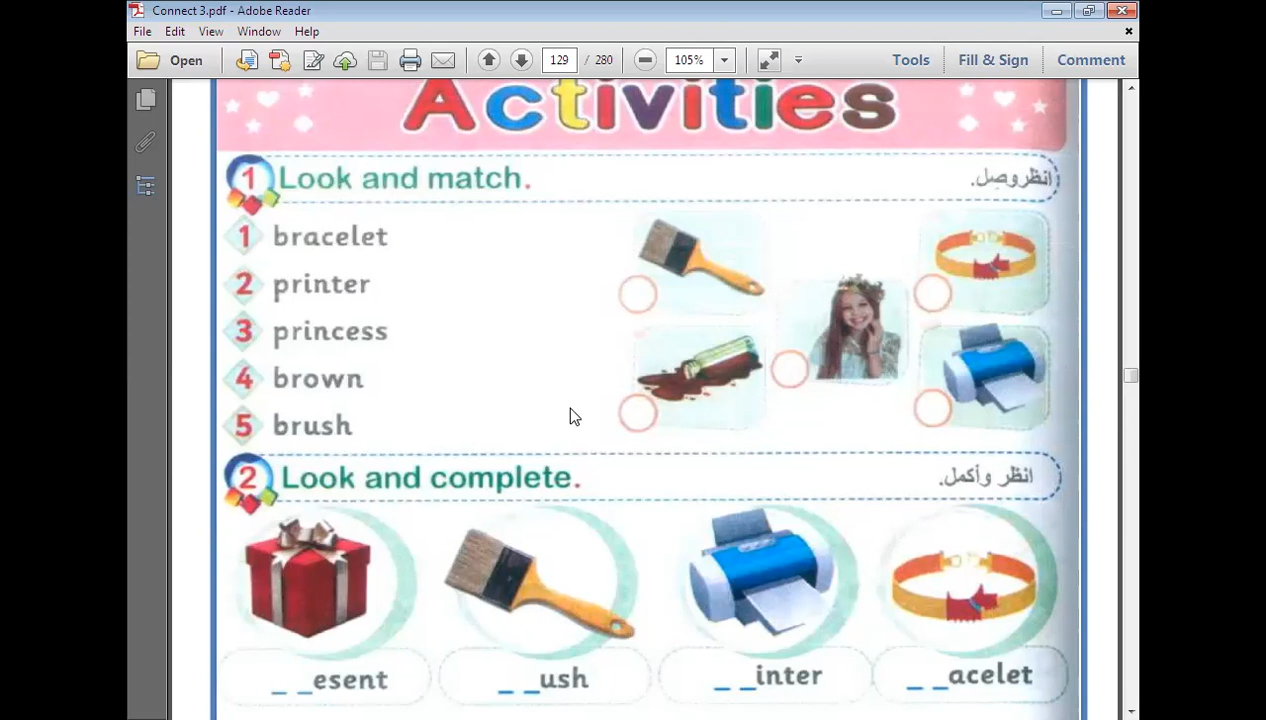 Connect 3.pdf - Adobe Reader
File Edit View Window Help
Open 129 / 280 105% Tools Fill & Sign Comment
Activities
1 Look and match. انظر وصل.
1 bracelet
2 printer
3 princess
4 brown
5 brush
2 Look and complete. انظر وأكمل.
_ _esent _ _ush _ _inter _ _acelet